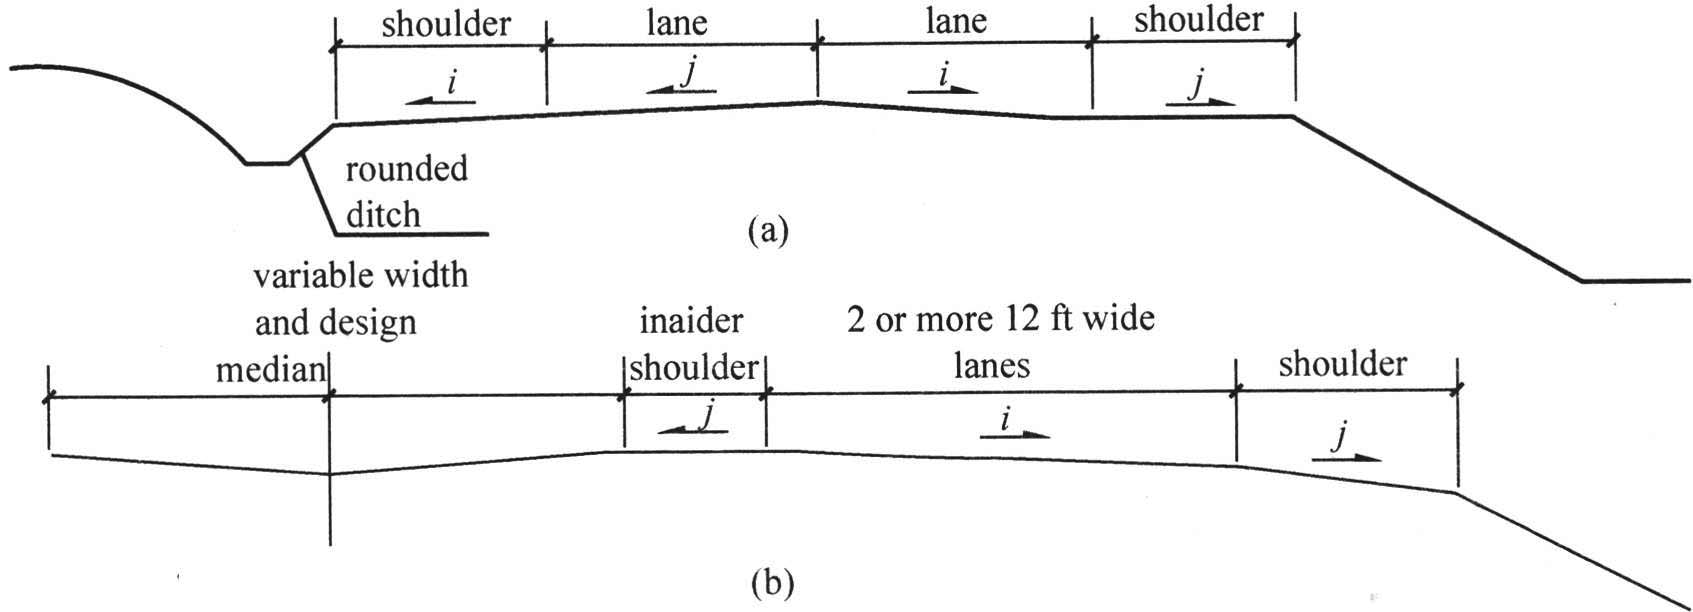 shoulder lane lane shoulder
i j i j
rounded
ditch
(a)
variable width
and design
median
inaider
shoulder
2 or more 12 ft wide
lanes
shoulder
j i j
(b)